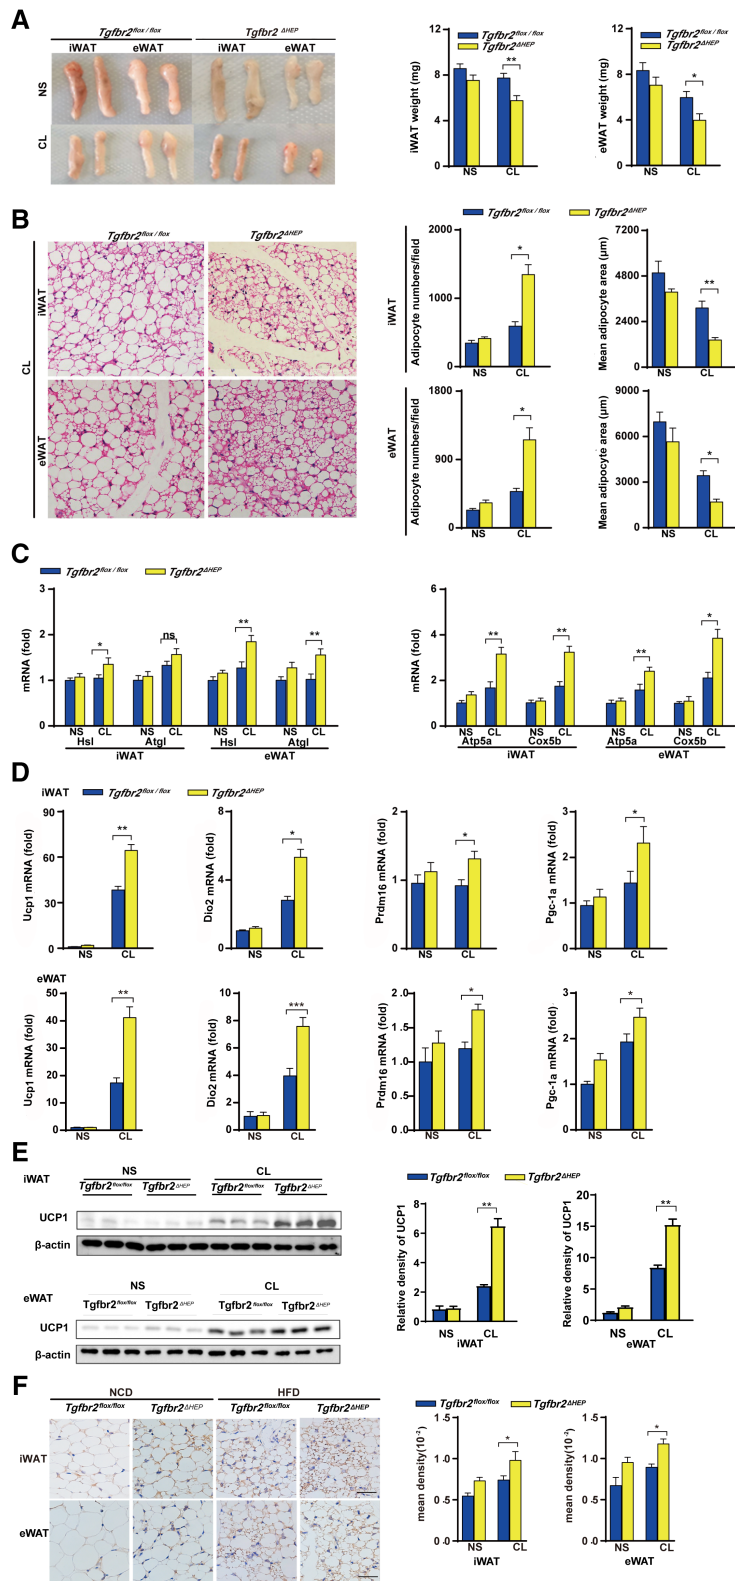 A
Tgfbr2flox / flox Tgfbr2 ΔHEP
iWAT eWAT iWAT eWAT
NS
CL
Tgfbr2flox / flox
Tgfbr2ΔHEP
iWAT weight (mg)
12
8
4
0
**
NS CL
Tgfbr2flox / flox
Tgfbr2ΔHEP
eWAT weight (mg)
12
8
4
0
*
NS CL
B
Tgfbr2flox / flox Tgfbr2ΔHEP
CL
iWAT
eWAT
Tgfbr2flox / flox Tgfbr2ΔHEP
iWAT
Adipocyte numbers/field
2000
1000
0
*
NS CL
Mean adipocyte area (μm)
7200
4800
2400
0
**
NS CL
eWAT
Adipocyte numbers/field
1800
900
0
*
NS CL
Mean adipocyte area (μm)
9000
6000
3000
0
*
NS CL
C
Tgfbr2flox / flox Tgfbr2ΔHEP
mRNA (fold)
3
2
1
0
* ns ** **
NS CL NS CL NS CL NS CL
Hsl Atgl Hsl Atgl
iWAT eWAT
mRNA (fold)
6
4
2
0
** ** ** *
NS CL NS CL NS CL NS CL
Atp5a Cox5b Atp5a Cox5b
iWAT eWAT
D
iWAT Tgfbr2flox / flox Tgfbr2ΔHEP
Ucp1 mRNA (fold)
90
60
30
0
**
NS CL
Dio2 mRNA (fold)
8
4
0
*
NS CL
Prdm16 mRNA (fold)
2
1
0
*
NS CL
Pgc-1a mRNA (fold)
3
2
1
0
*
NS CL
eWAT
Ucp1 mRNA (fold)
50
40
30
20
10
0
**
NS CL
Dio2 mRNA (fold)
10
8
6
4
2
0
***
NS CL
Prdm16 mRNA (fold)
2.0
1.5
1.0
0.5
0.0
*
NS CL
Pgc-1a mRNA (fold)
3
2
1
0
*
NS CL
E
NS CL
iWAT Tgfbr2flox/flox Tgfbr2ΔHEP Tgfbr2flox/flox Tgfbr2ΔHEP
UCP1
β-actin
NS CL
eWAT Tgfbr2flox/flox Tgfbr2ΔHEP Tgfbr2flox/flox Tgfbr2ΔHEP
UCP1
β-actin
Tgfbr2flox/flox Tgfbr2ΔHEP
Relative density of UCP1
8
6
4
2
0
**
NS CL
iWAT
Relative density of UCP1
20
15
10
5
0
**
NS CL
eWAT
F
NCD HFD
Tgfbr2flox/flox Tgfbr2ΔHEP Tgfbr2flox/flox Tgfbr2ΔHEP
iWAT
eWAT
Tgfbr2flox/flox Tgfbr2ΔHEP
mean density(10-2)
1.5
1.0
0.5
0.0
*
NS CL
iWAT
mean density(10-2)
1.5
1.0
0.5
0.0
*
NS CL
eWAT